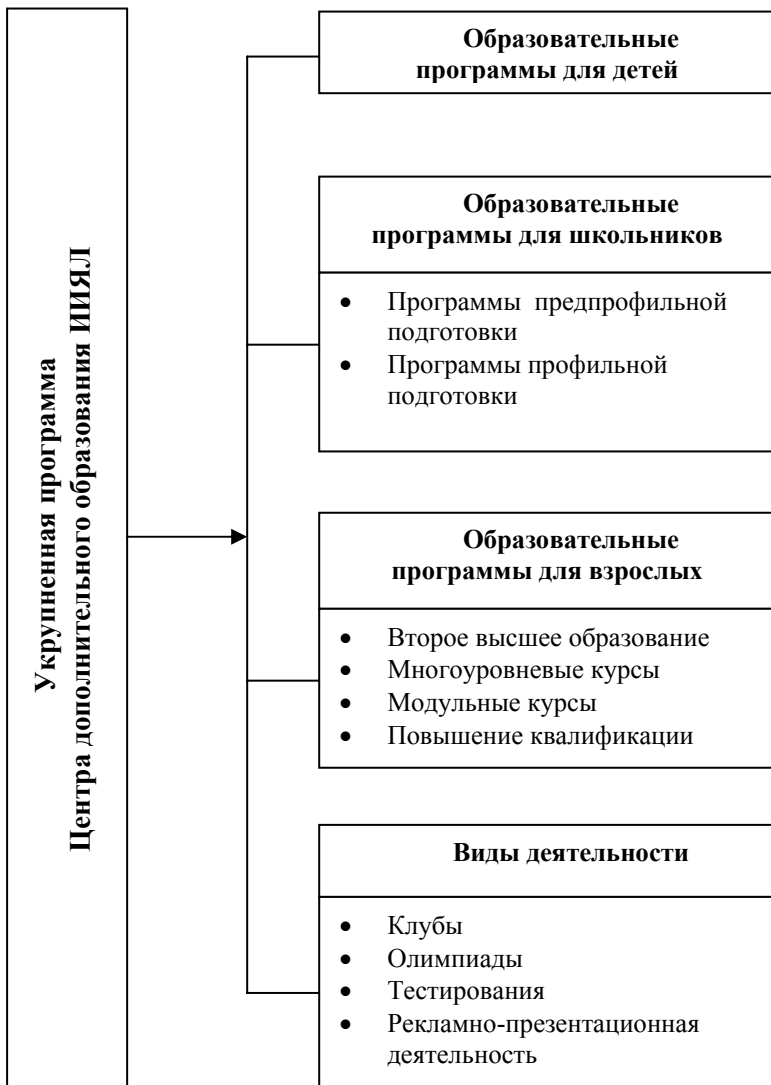 Укрупненная программа
Центра дополнительного образования ИИЯЛ
Образовательные
программы для детей
Образовательные
программы для школьников
• Программы предпрофильной
подготовки
• Программы профильной
подготовки
Образовательные
программы для взрослых
• Второе высшее образование
• Многоуровневые курсы
• Модульные курсы
• Повышение квалификации
Виды деятельности
• Клубы
• Олимпиады
• Тестирования
• Рекламно-презентационная
деятельность